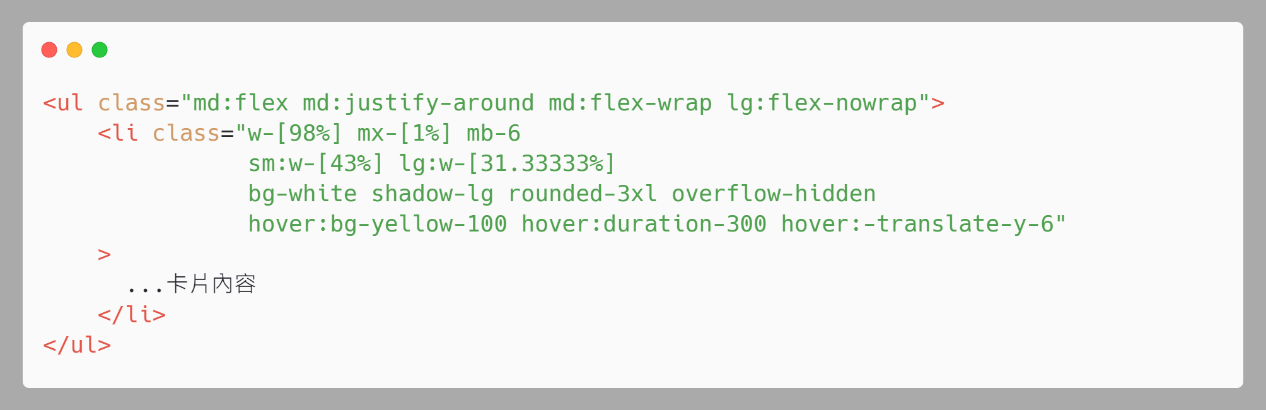 <ul class="md:flex md:justify-around md:flex-wrap lg:flex-nowrap">
    <li class="w-[98%] mx-[1%] mb-6
               sm:w-[43%] lg:w-[31.33333%]
               bg-white shadow-lg rounded-3xl overflow-hidden
               hover:bg-yellow-100 hover:duration-300 hover:-translate-y-6"
    >
      ...卡片內容
    </li>
</ul>